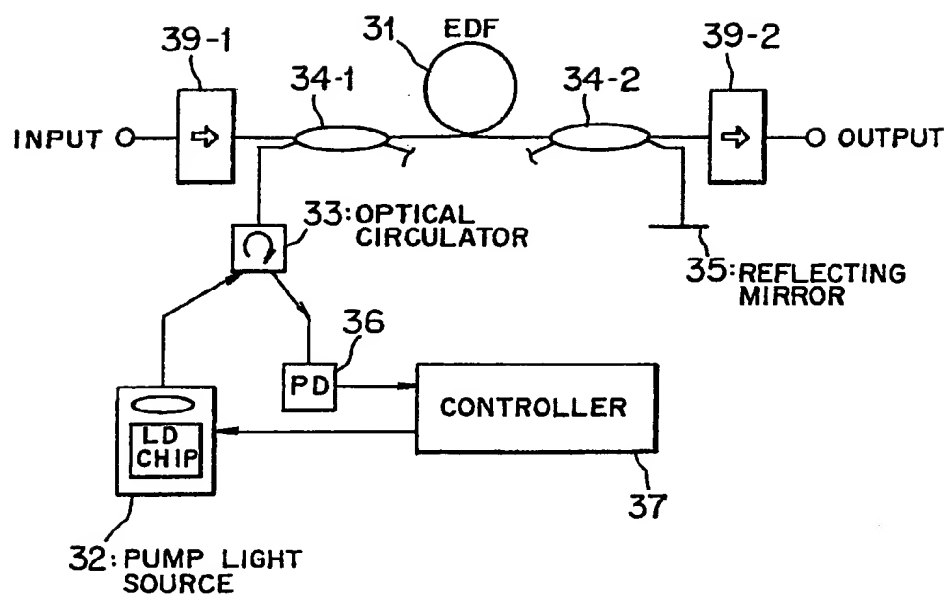 31
EDF
39-1
39-2
34-1
34-2
INPUT
OUTPUT
33:OPTICAL
CIRCULATOR
35:REFLECTING
MIRROR
36
PD
CONTROLLER
LD
CHIP
37
32:PUMP LIGHT
SOURCE